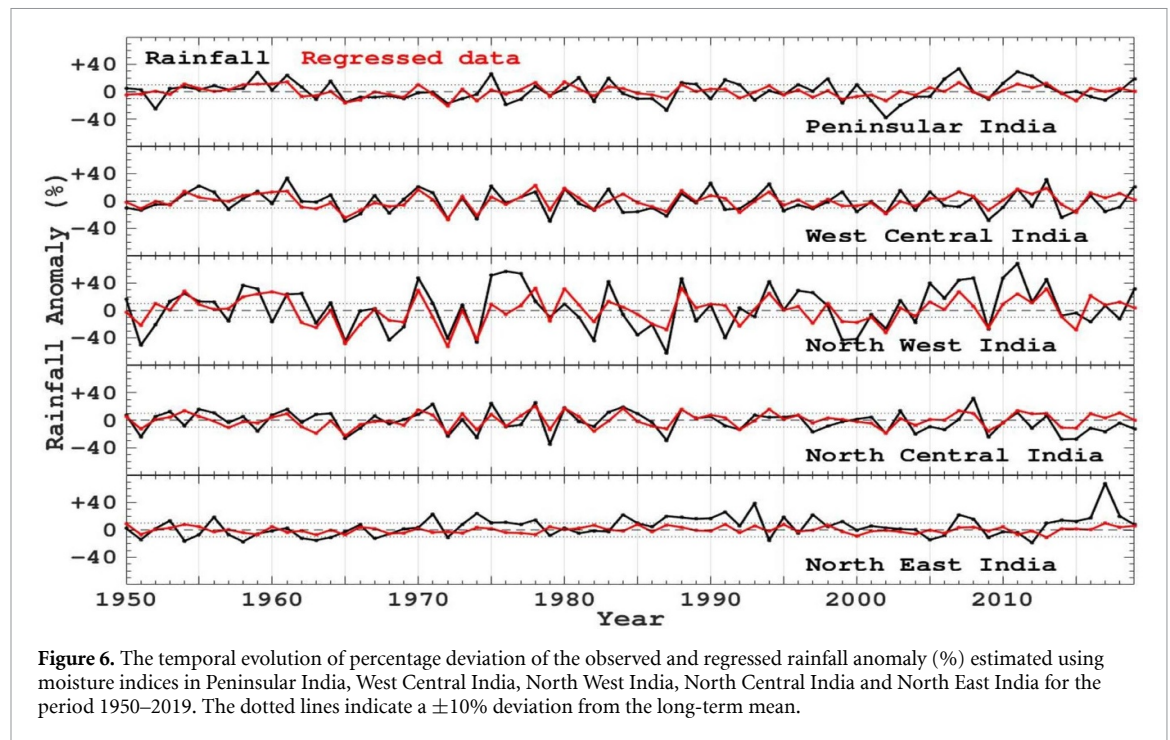 Rainfall Regressed data
+40
0
−40
Peninsular India
+40
0
−40
West Central India
+40
0
−40
North West India
+40
0
−40
North Central India
+40
0
−40
North East India
Rainfall Anomaly (%)
1950 1960 1970 1980 1990 2000 2010
Year
Figure 6. The temporal evolution of percentage deviation of the observed and regressed rainfall anomaly (%) estimated using
moisture indices in Peninsular India, West Central India, North West India, North Central India and North East India for the
period 1950–2019. The dotted lines indicate a ±10% deviation from the long-term mean.